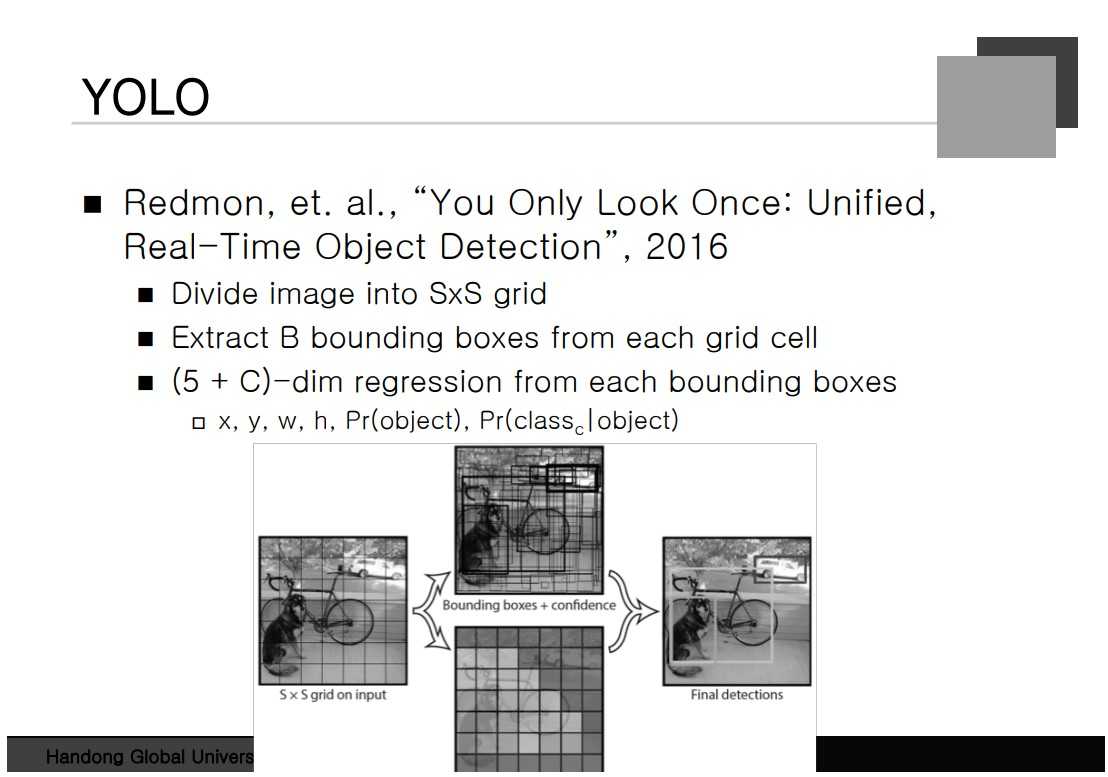 YOLO
Redmon, et. al., “You Only Look Once: Unified,
Real-Time Object Detection”, 2016
Divide image into SxS grid
Extract B bounding boxes from each grid cell
(5 + C)-dim regression from each bounding boxes
x, y, w, h, Pr(object), Pr(class_c|object)
Bounding boxes + confidence
S × S grid on input
Final detections
Handong Global Univers